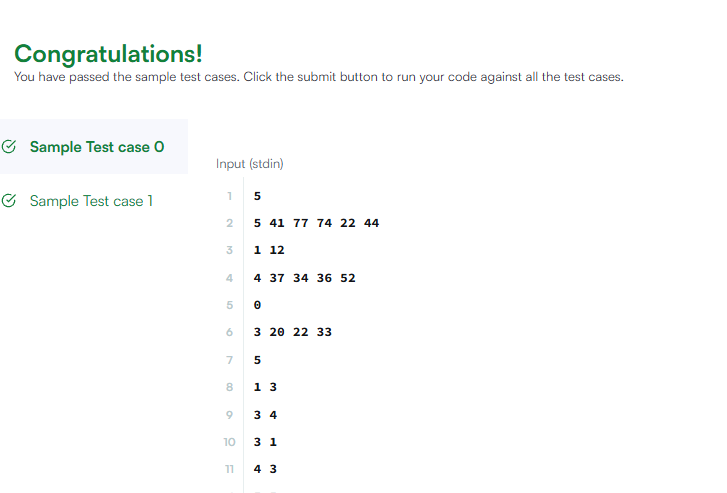 Congratulations!
You have passed the sample test cases. Click the submit button to run your code against all the test cases.
Sample Test case 0
Sample Test case 1
Input (stdin)
1 5
2 5 41 77 74 22 44
3 1 12
4 4 37 34 36 52
5 0
6 3 20 22 33
7 5
8 1 3
9 3 4
10 3 1
11 4 3